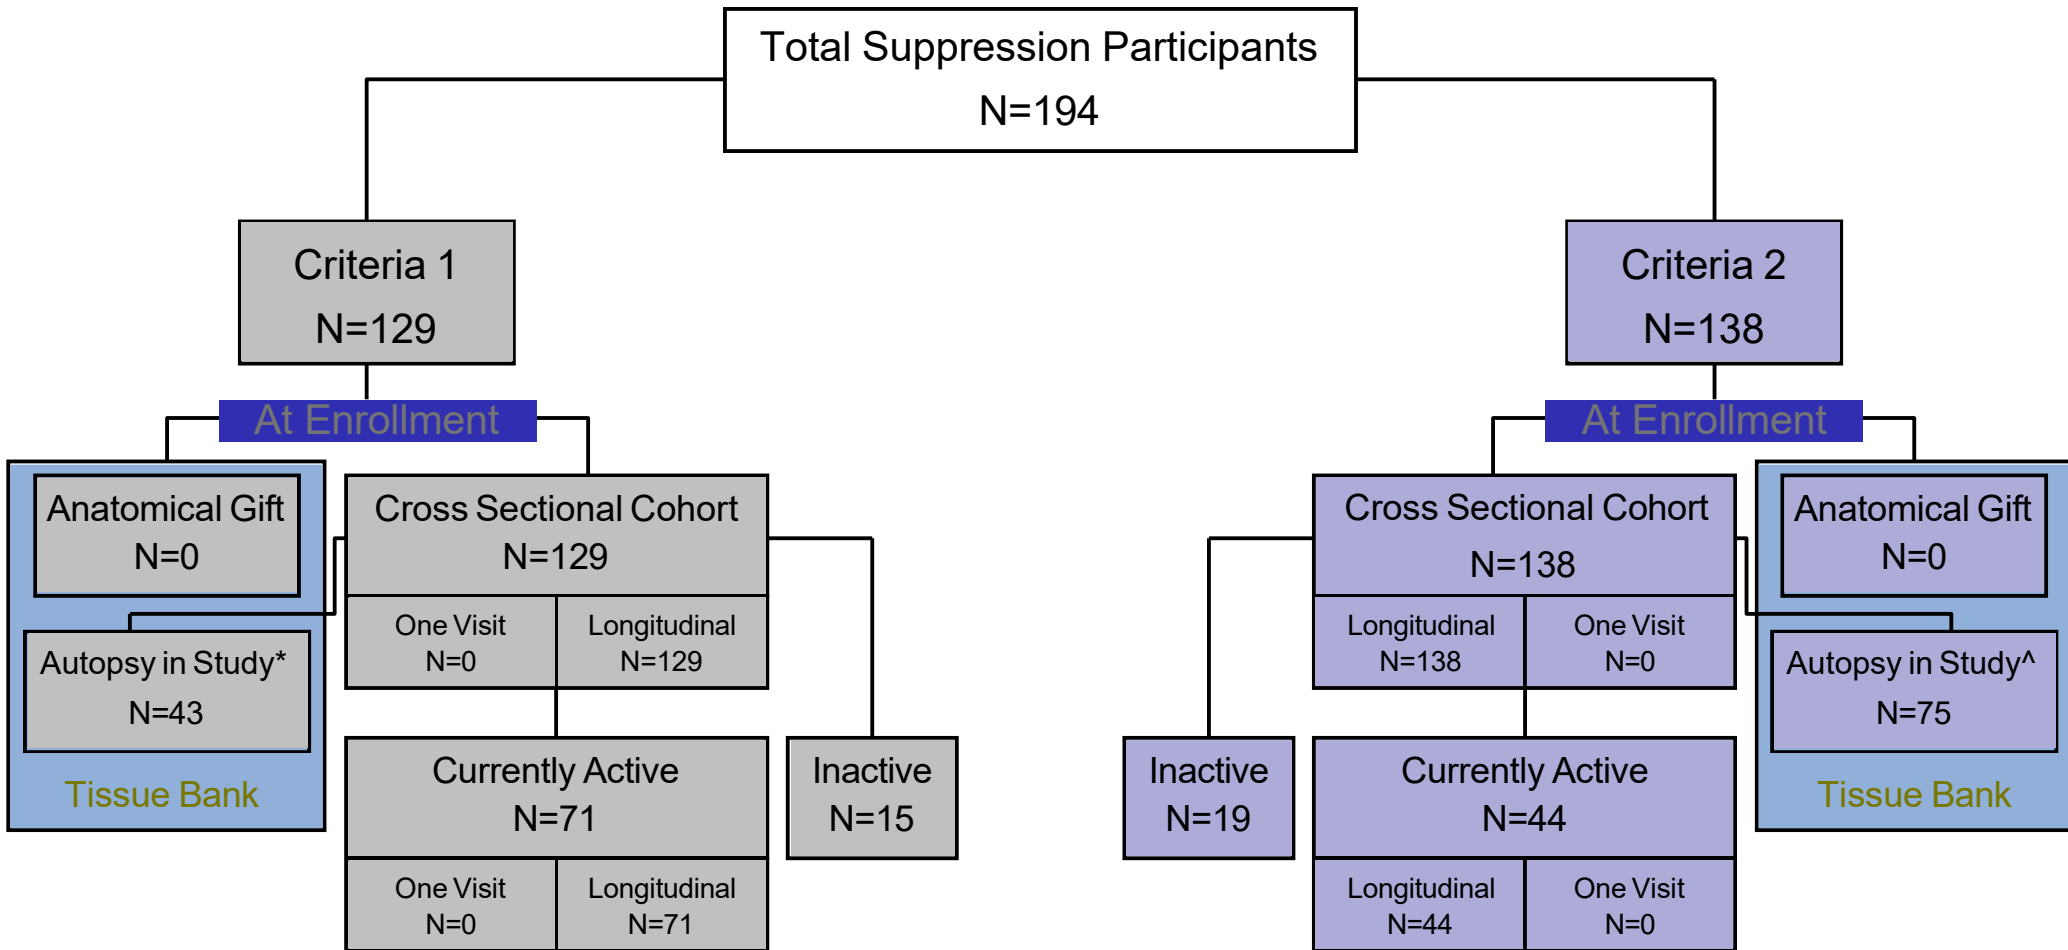 Total Suppression Participants
N=194
Criteria 1
N=129
Criteria 2
N=138
At Enrollment
At Enrollment
Anatomical Gift
N=0
Cross Sectional Cohort
N=129
One Visit
N=0
Longitudinal
N=129
Autopsy in Study*
N=43
Tissue Bank
Currently Active
N=71
One Visit
N=0
Longitudinal
N=71
Inactive
N=15
Cross Sectional Cohort
N=138
Longitudinal
N=138
One Visit
N=0
Anatomical Gift
N=0
Autopsy in Study^
N=75
Tissue Bank
Inactive
N=19
Currently Active
N=44
Longitudinal
N=44
One Visit
N=0